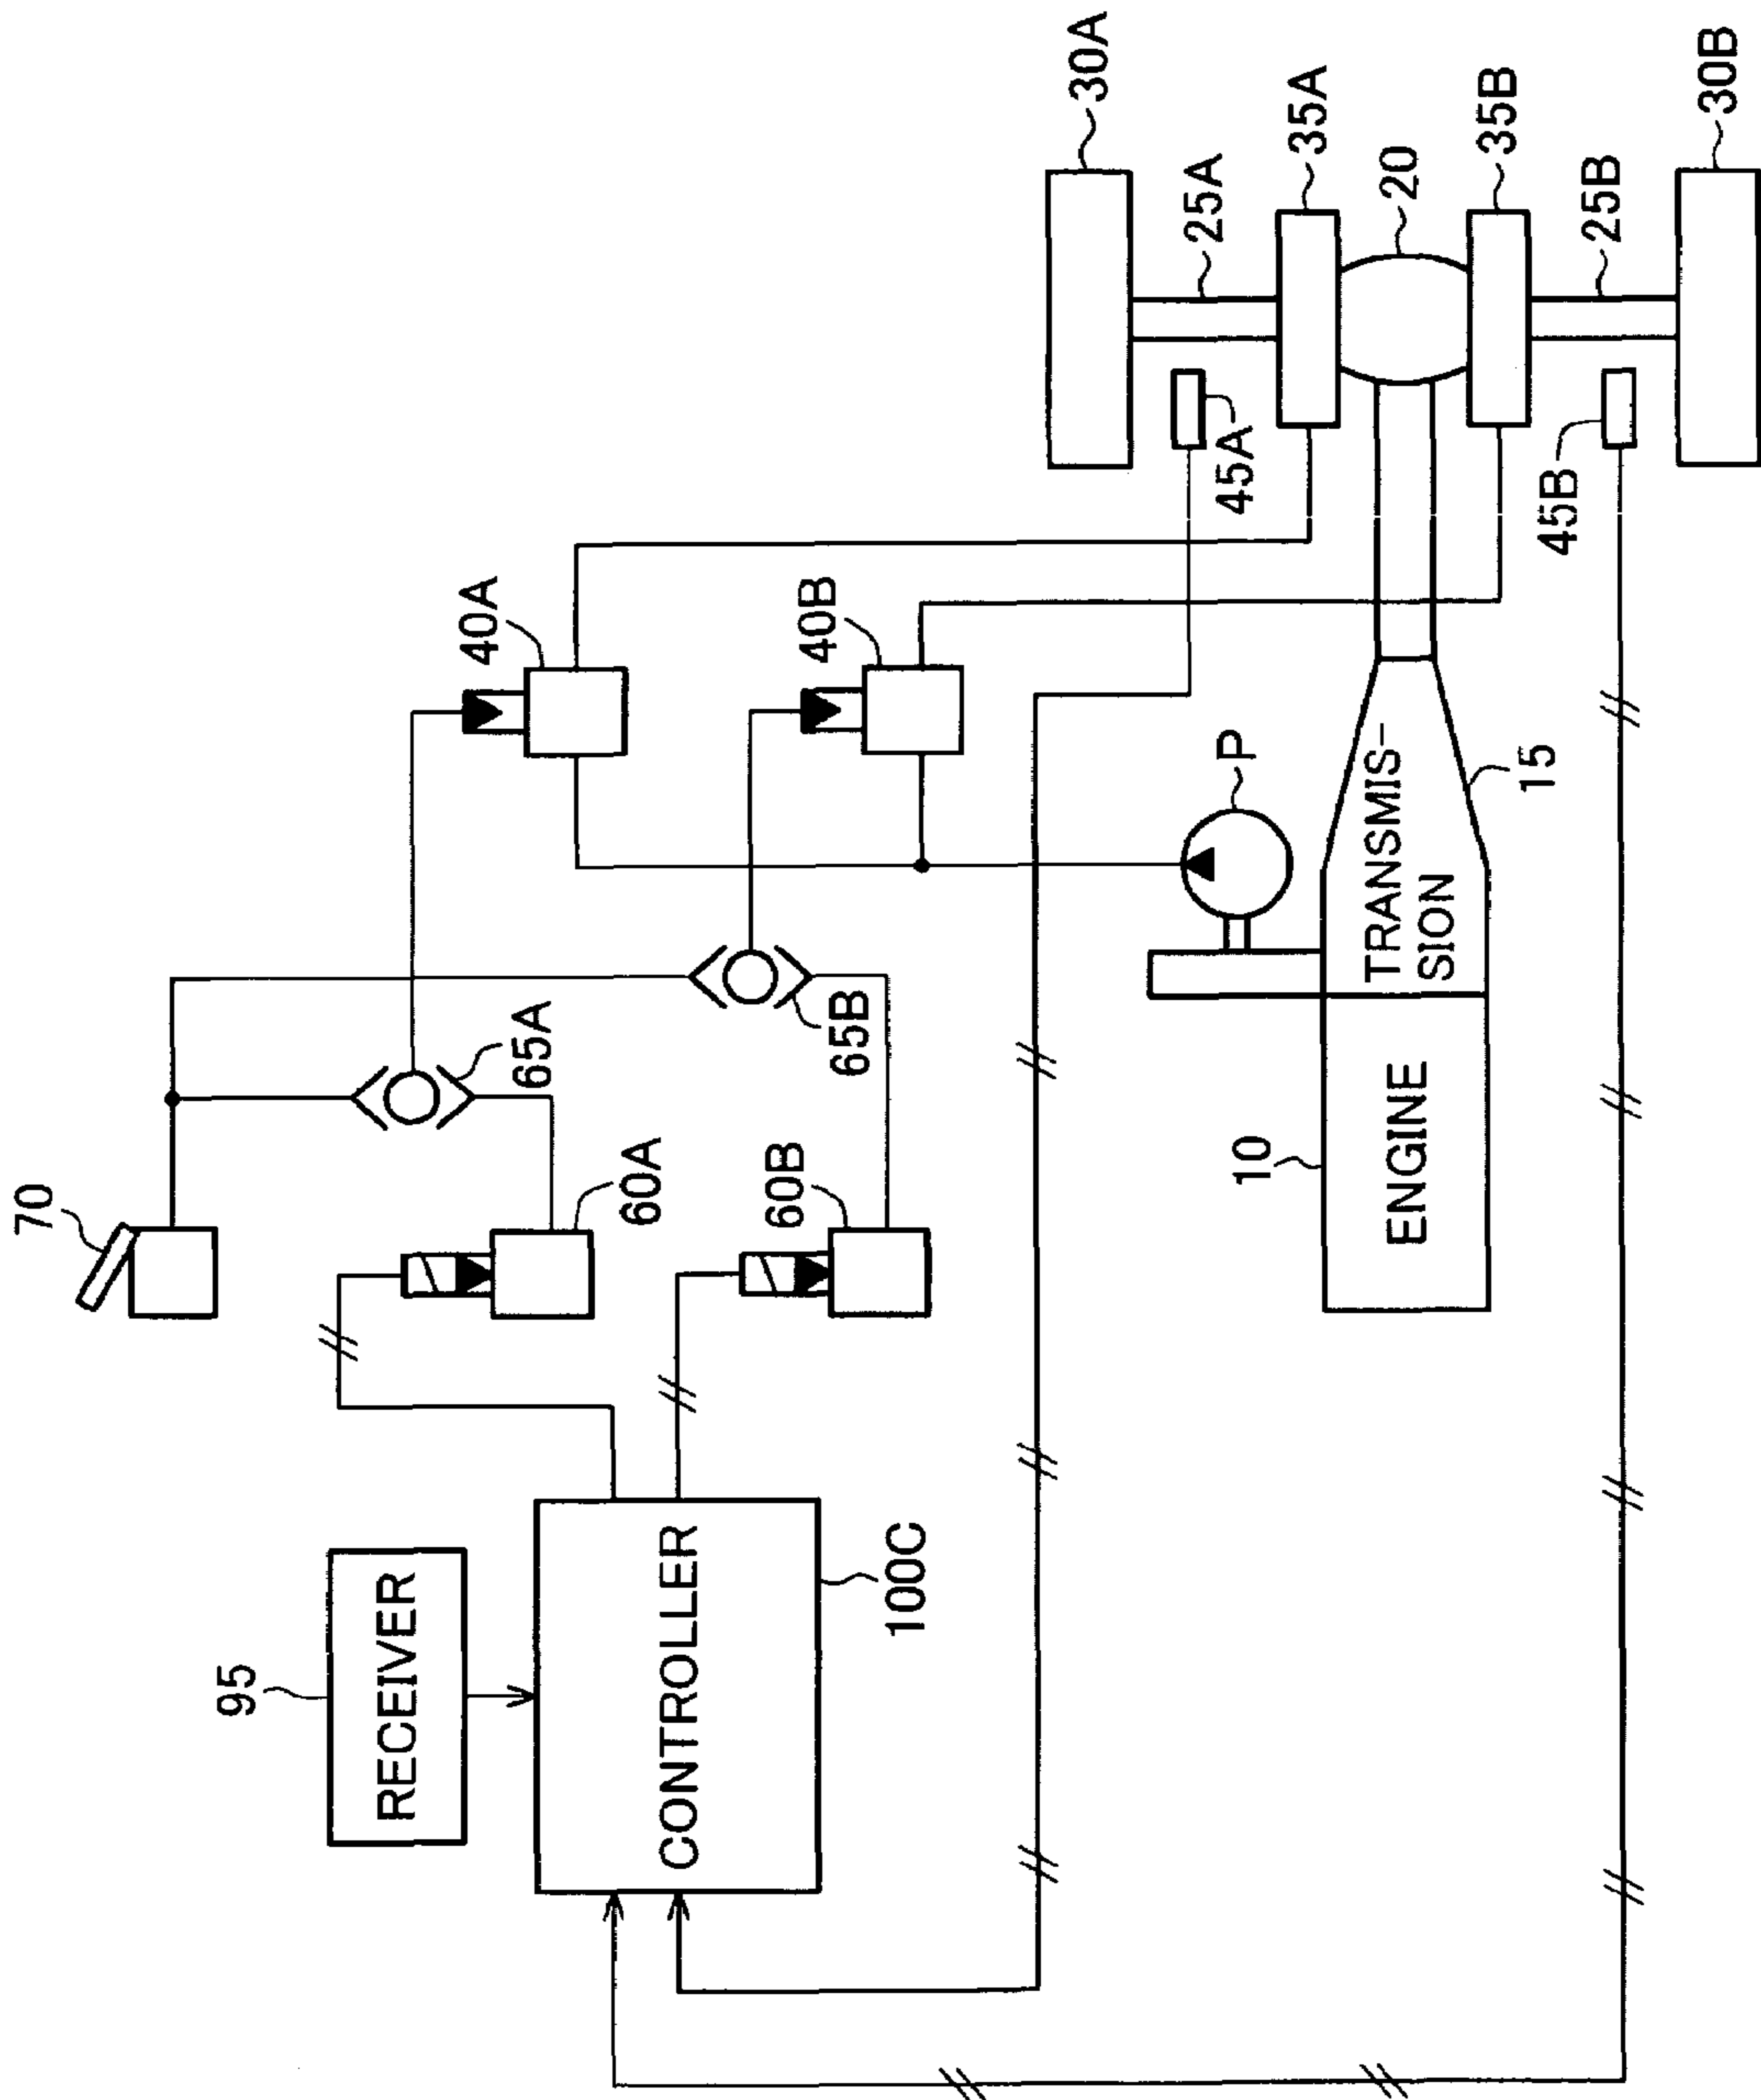 70
95
RECEIVER
CONTROLLER
100C
60A
60B
65A
65B
40A
40B
P
10
ENGINE
TRANSMIS-
SION
15
45A
45B
30A
25A
35A
20
35B
25B
30B